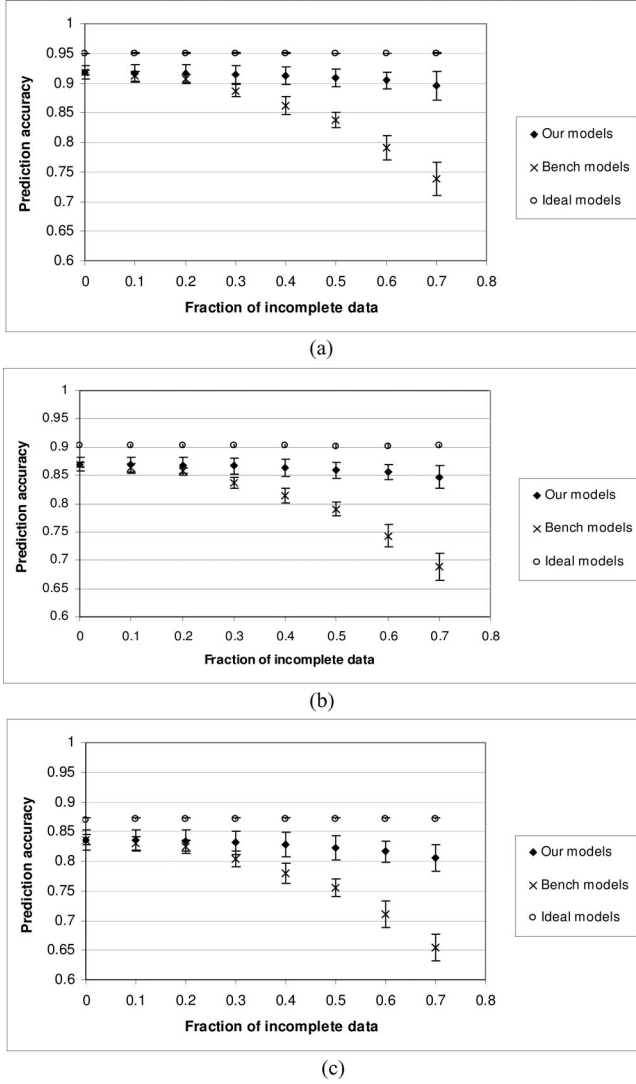 1
0.95
0.9
0.85
0.8
0.75
0.7
0.65
0.6
Prediction accuracy
0 0.1 0.2 0.3 0.4 0.5 0.6 0.7 0.8
Fraction of incomplete data
Our models
Bench models
Ideal models
(a)
1
0.95
0.9
0.85
0.8
0.75
0.7
0.65
0.6
Prediction accuracy
0 0.1 0.2 0.3 0.4 0.5 0.6 0.7 0.8
Fraction of incomplete data
Our models
Bench models
Ideal models
(b)
1
0.95
0.9
0.85
0.8
0.75
0.7
0.65
0.6
Prediction accuracy
0 0.1 0.2 0.3 0.4 0.5 0.6 0.7 0.8
Fraction of incomplete data
Our models
Bench models
Ideal models
(c)